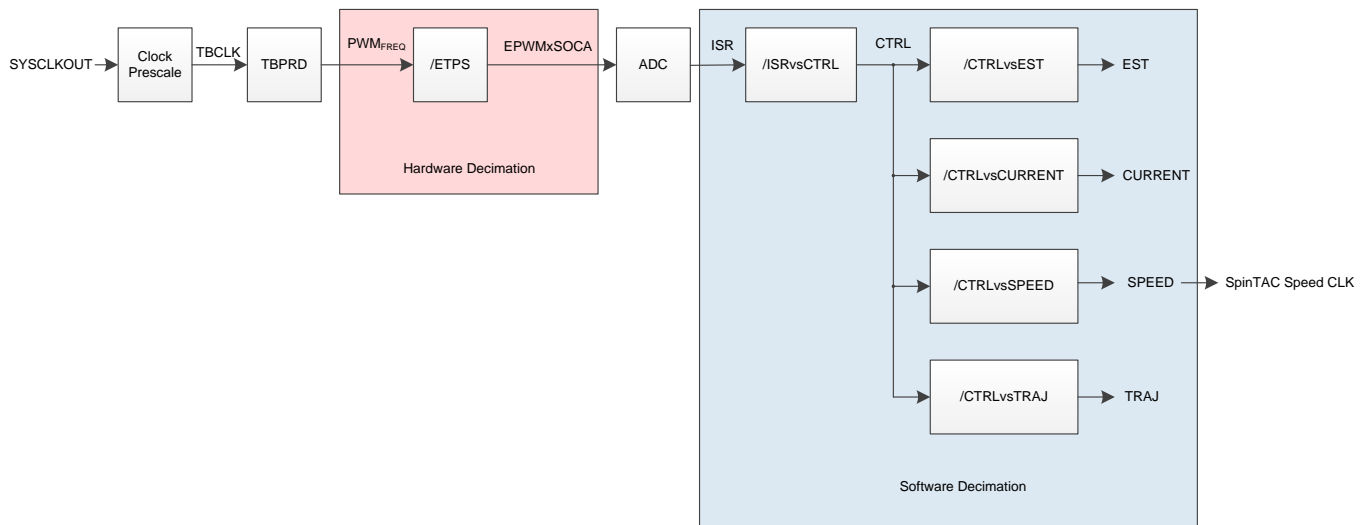 SYSCLKOUT
Clock
Prescale
TBCLK
TBPRD
PWMFREQ
/ETPS
EPWMxSOCA
Hardware Decimation
ADC
ISR
/ISRvsCTRL
CTRL
/CTRLvsEST
EST
/CTRLvsCURRENT
CURRENT
/CTRLvsSPEED
SPEED
SpinTAC Speed CLK
/CTRLvsTRAJ
TRAJ
Software Decimation